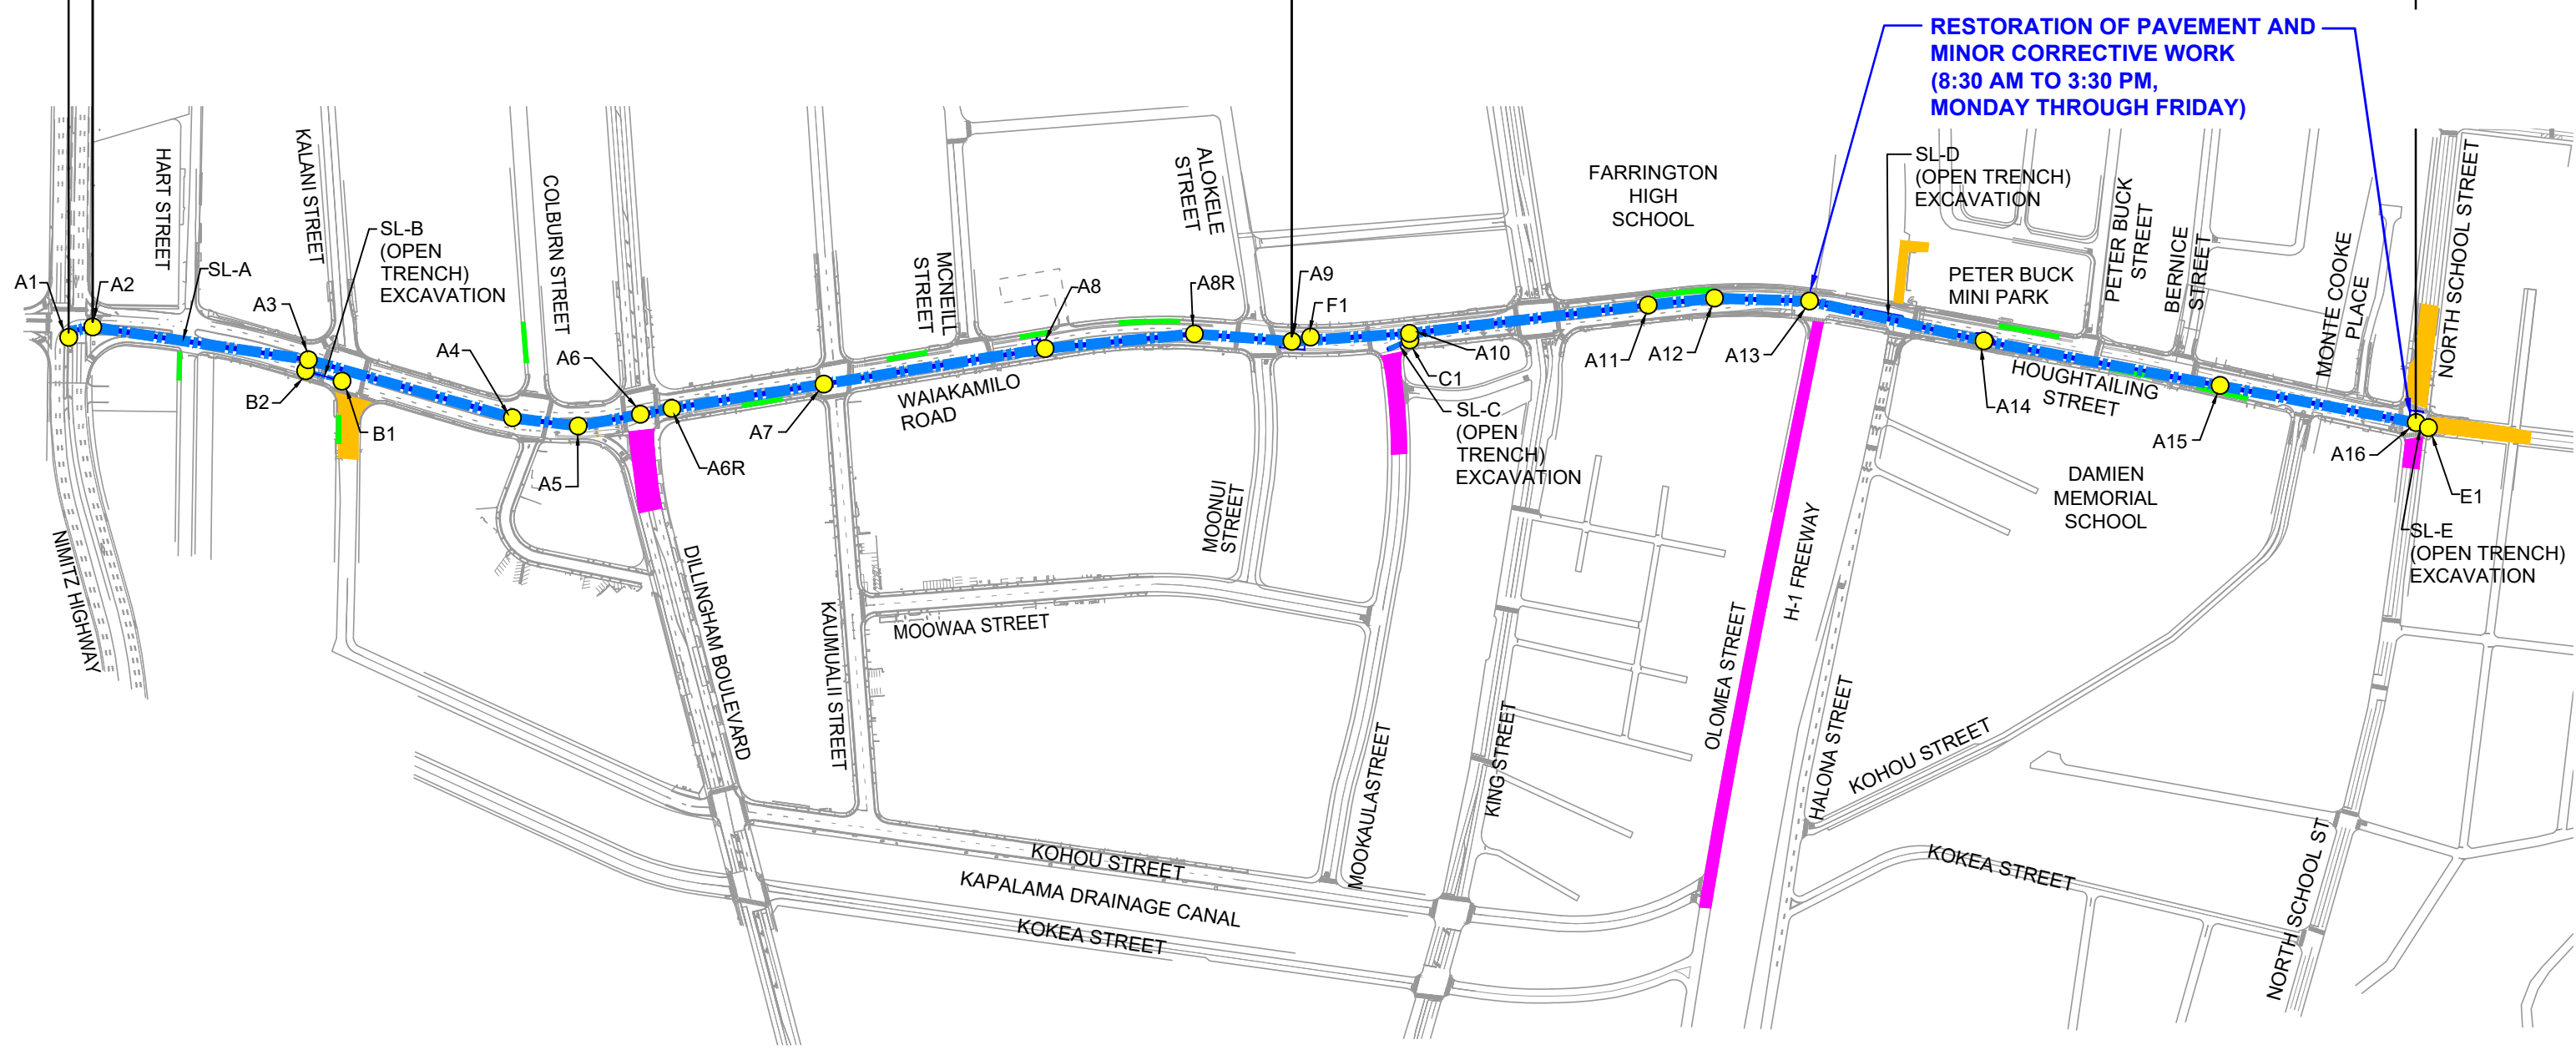 RESTORATION OF PAVEMENT AND
MINOR CORRECTIVE WORK
(8:30 AM TO 3:30 PM,
MONDAY THROUGH FRIDAY)
HART STREET
KALANI STREET
COLBURN STREET
MCNEILL
STREET
ALOKELE
STREET
FARRINGTON
HIGH
SCHOOL
SL-D
(OPEN TRENCH)
EXCAVATION
PETER BUCK
MINI PARK
PETER BUCK
STREET
BERNICE
STREET
MONTE COOKE
PLACE
NORTH SCHOOL STREET
SL-B
(OPEN
TRENCH)
EXCAVATION
SL-A
A1
A2
A3
B2
B1
A4
A5
A6
A6R
A7
A8
A8R
A9
F1
A10
C1
SL-C
(OPEN
TRENCH)
EXCAVATION
A11
A12
A13
A14
A15
A16
E1
SL-E
(OPEN TRENCH)
EXCAVATION
WAIAKAMILO
ROAD
HOUGHTAILING
STREET
DAMIEN
MEMORIAL
SCHOOL
NIMITZ HIGHWAY
DILLINGHAM BOULEVARD
KAUMUALII STREET
MOOWAA STREET
MOONUI
STREET
MOOKAULASTREET
KING STREET
OLOMEA STREET
H-1 FREEWAY
HALONA STREET
KOHOU STREET
KOKEA STREET
NORTH SCHOOL ST
KOHOU STREET
KAPALAMA DRAINAGE CANAL
KOKEA STREET